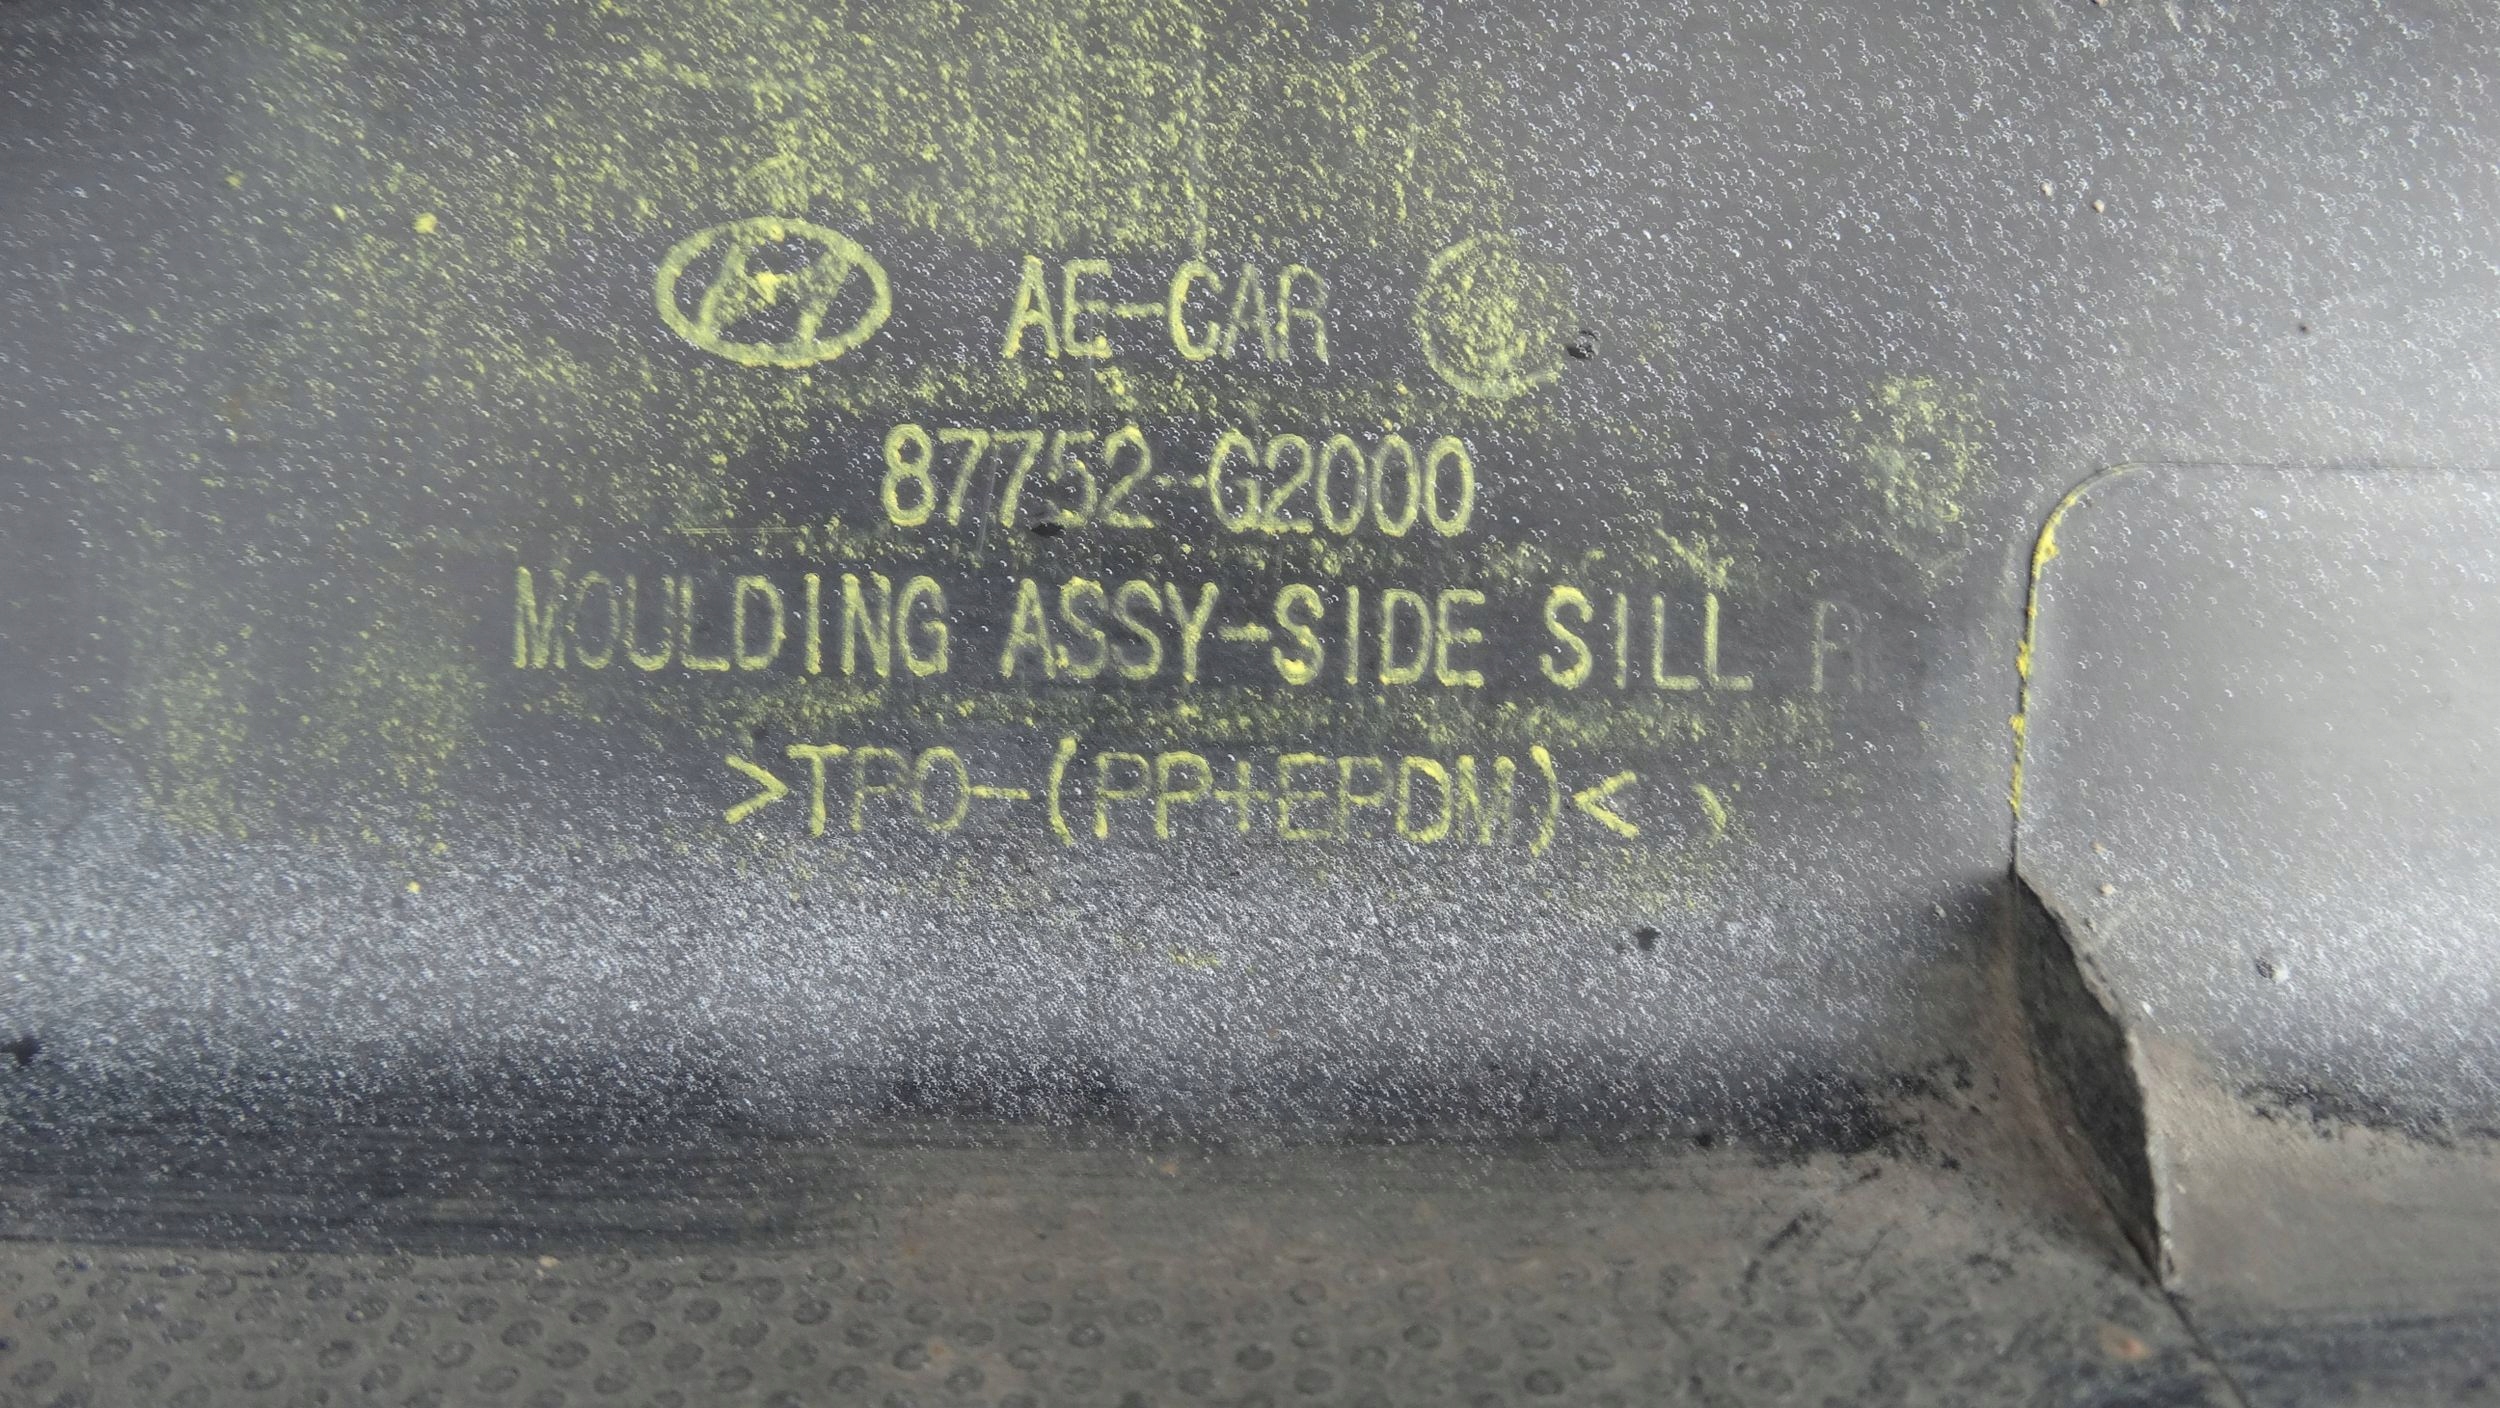 AE-CAR
87752-G2000
MOULDING ASSY-SIDE SILL R
>TPO-(PP+EPDM)<